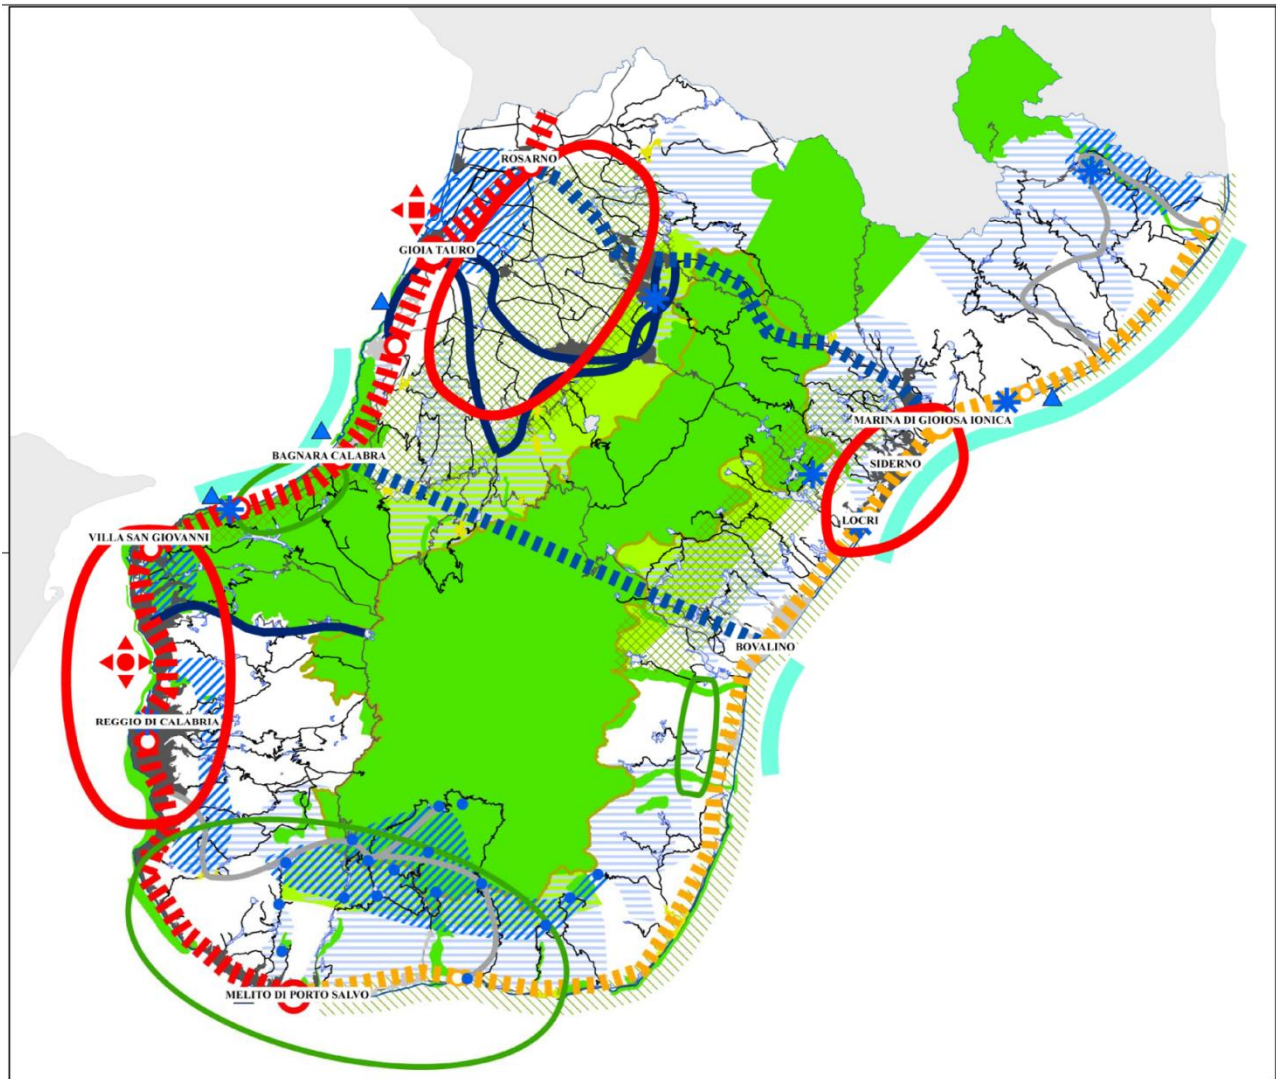 ROSARNO
GIOIA TAURO
MARINA DI GIOIOSA IONICA
BAGNARA CALABRA
SIDERNO
LOCRI
VILLA SAN GIOVANNI
BOVALINO
REGGIO DI CALABRIA
MELITO DI PORTO SALVO